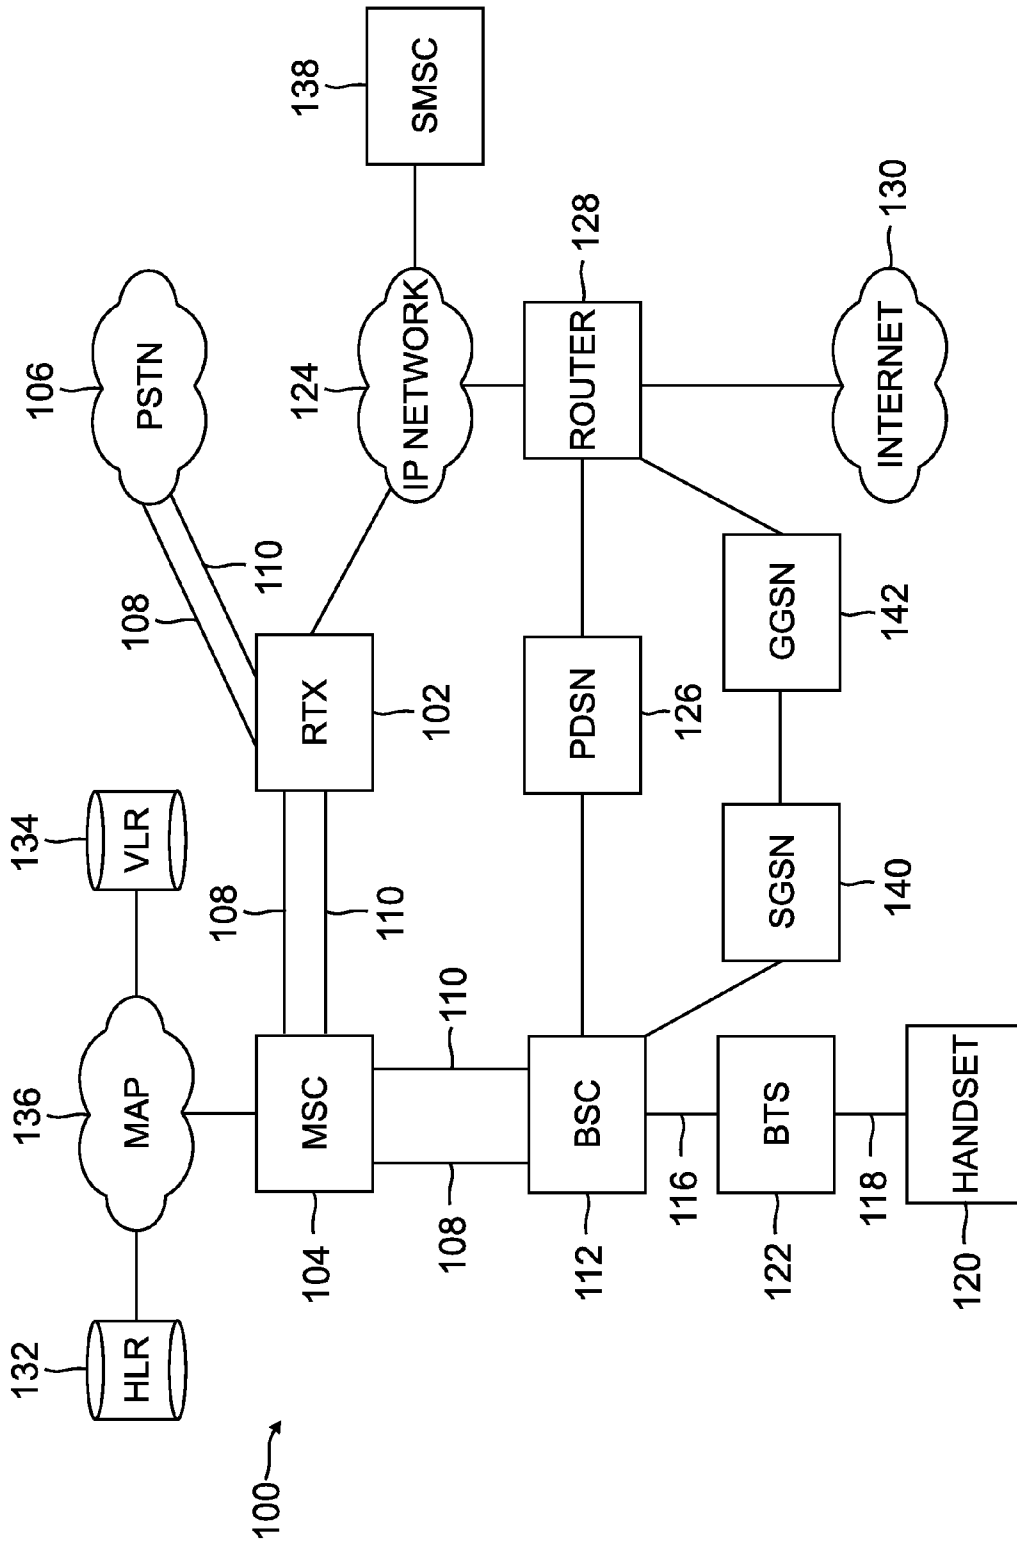 132
HLR
136
MAP
134
VLR
106
PSTN
108
110
104
MSC
108
110
RTX
102
124
IP NETWORK
138
SMSC
108
110
112
BSC
PDSN
126
ROUTER
128
116
122
BTS
SGSN
140
GGSN
142
INTERNET
130
118
120
HANDSET
100